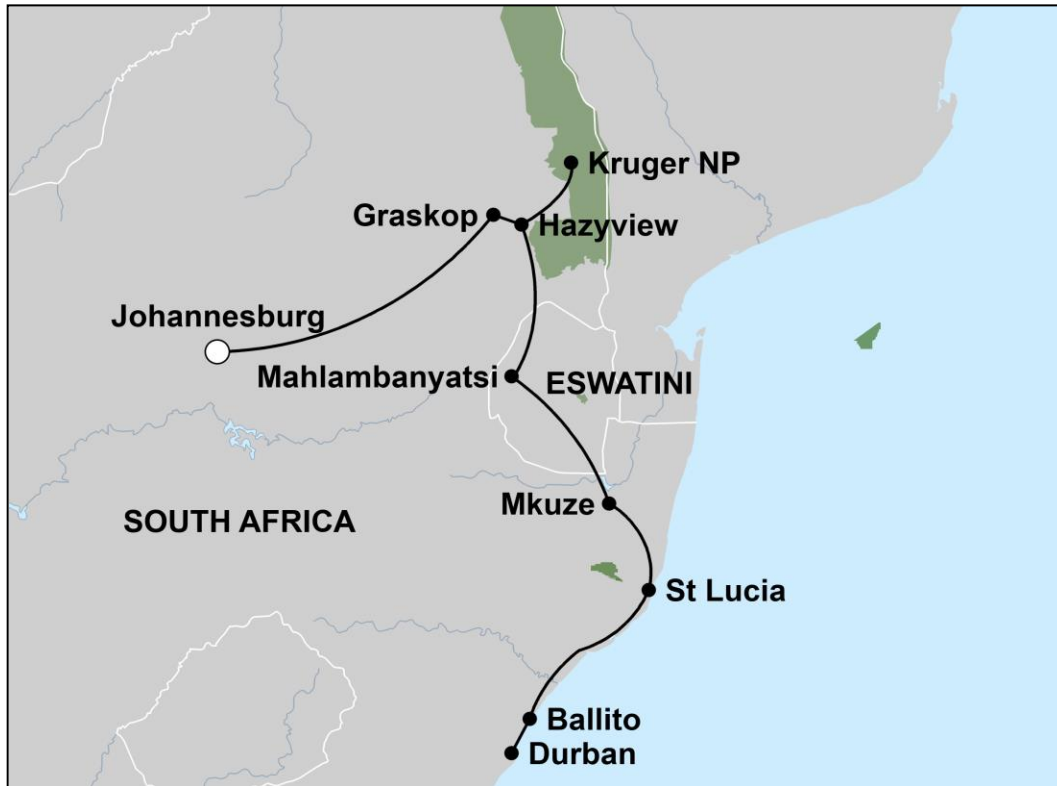 Kruger NP
Graskop
Hazyview
Johannesburg
Mahlambanyatsi
ESWATINI
Mkuze
SOUTH AFRICA
St Lucia
Ballito
Durban